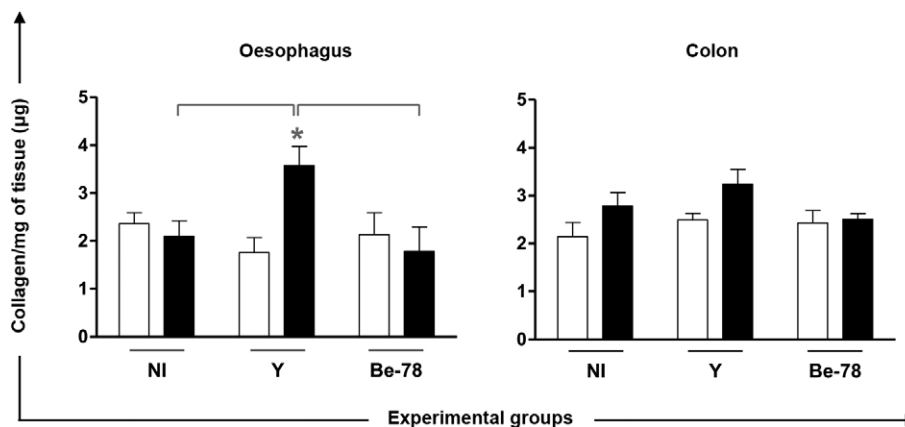 Oesophagus
Colon
Collagen/mg of tissue (µg)
5
4
3
2
1
0
*
NI
Y
Be-78
5
4
3
2
1
0
NI
Y
Be-78
Experimental groups